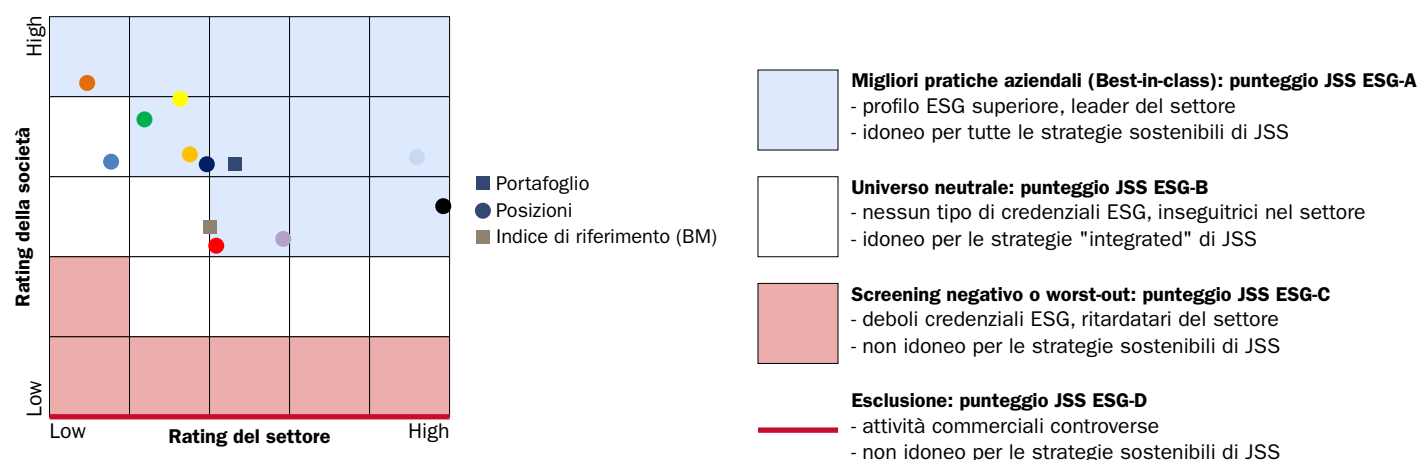 High
Rating della società
Low
Low
Rating del settore
High
Portafoglio
Posizioni
Indice di riferimento (BM)
Migliori pratiche aziendali (Best-in-class): punteggio JSS ESG-A
- profilo ESG superiore, leader del settore
- idoneo per tutte le strategie sostenibili di JSS
Universo neutrale: punteggio JSS ESG-B
- nessun tipo di credenziali ESG, inseguitrici nel settore
- idoneo per le strategie "integrated" di JSS
Screening negativo o worst-out: punteggio JSS ESG-C
- deboli credenziali ESG, ritardatari del settore
- non idoneo per le strategie sostenibili di JSS
Esclusione: punteggio JSS ESG-D
- attività commerciali controverse
- non idoneo per le strategie sostenibili di JSS